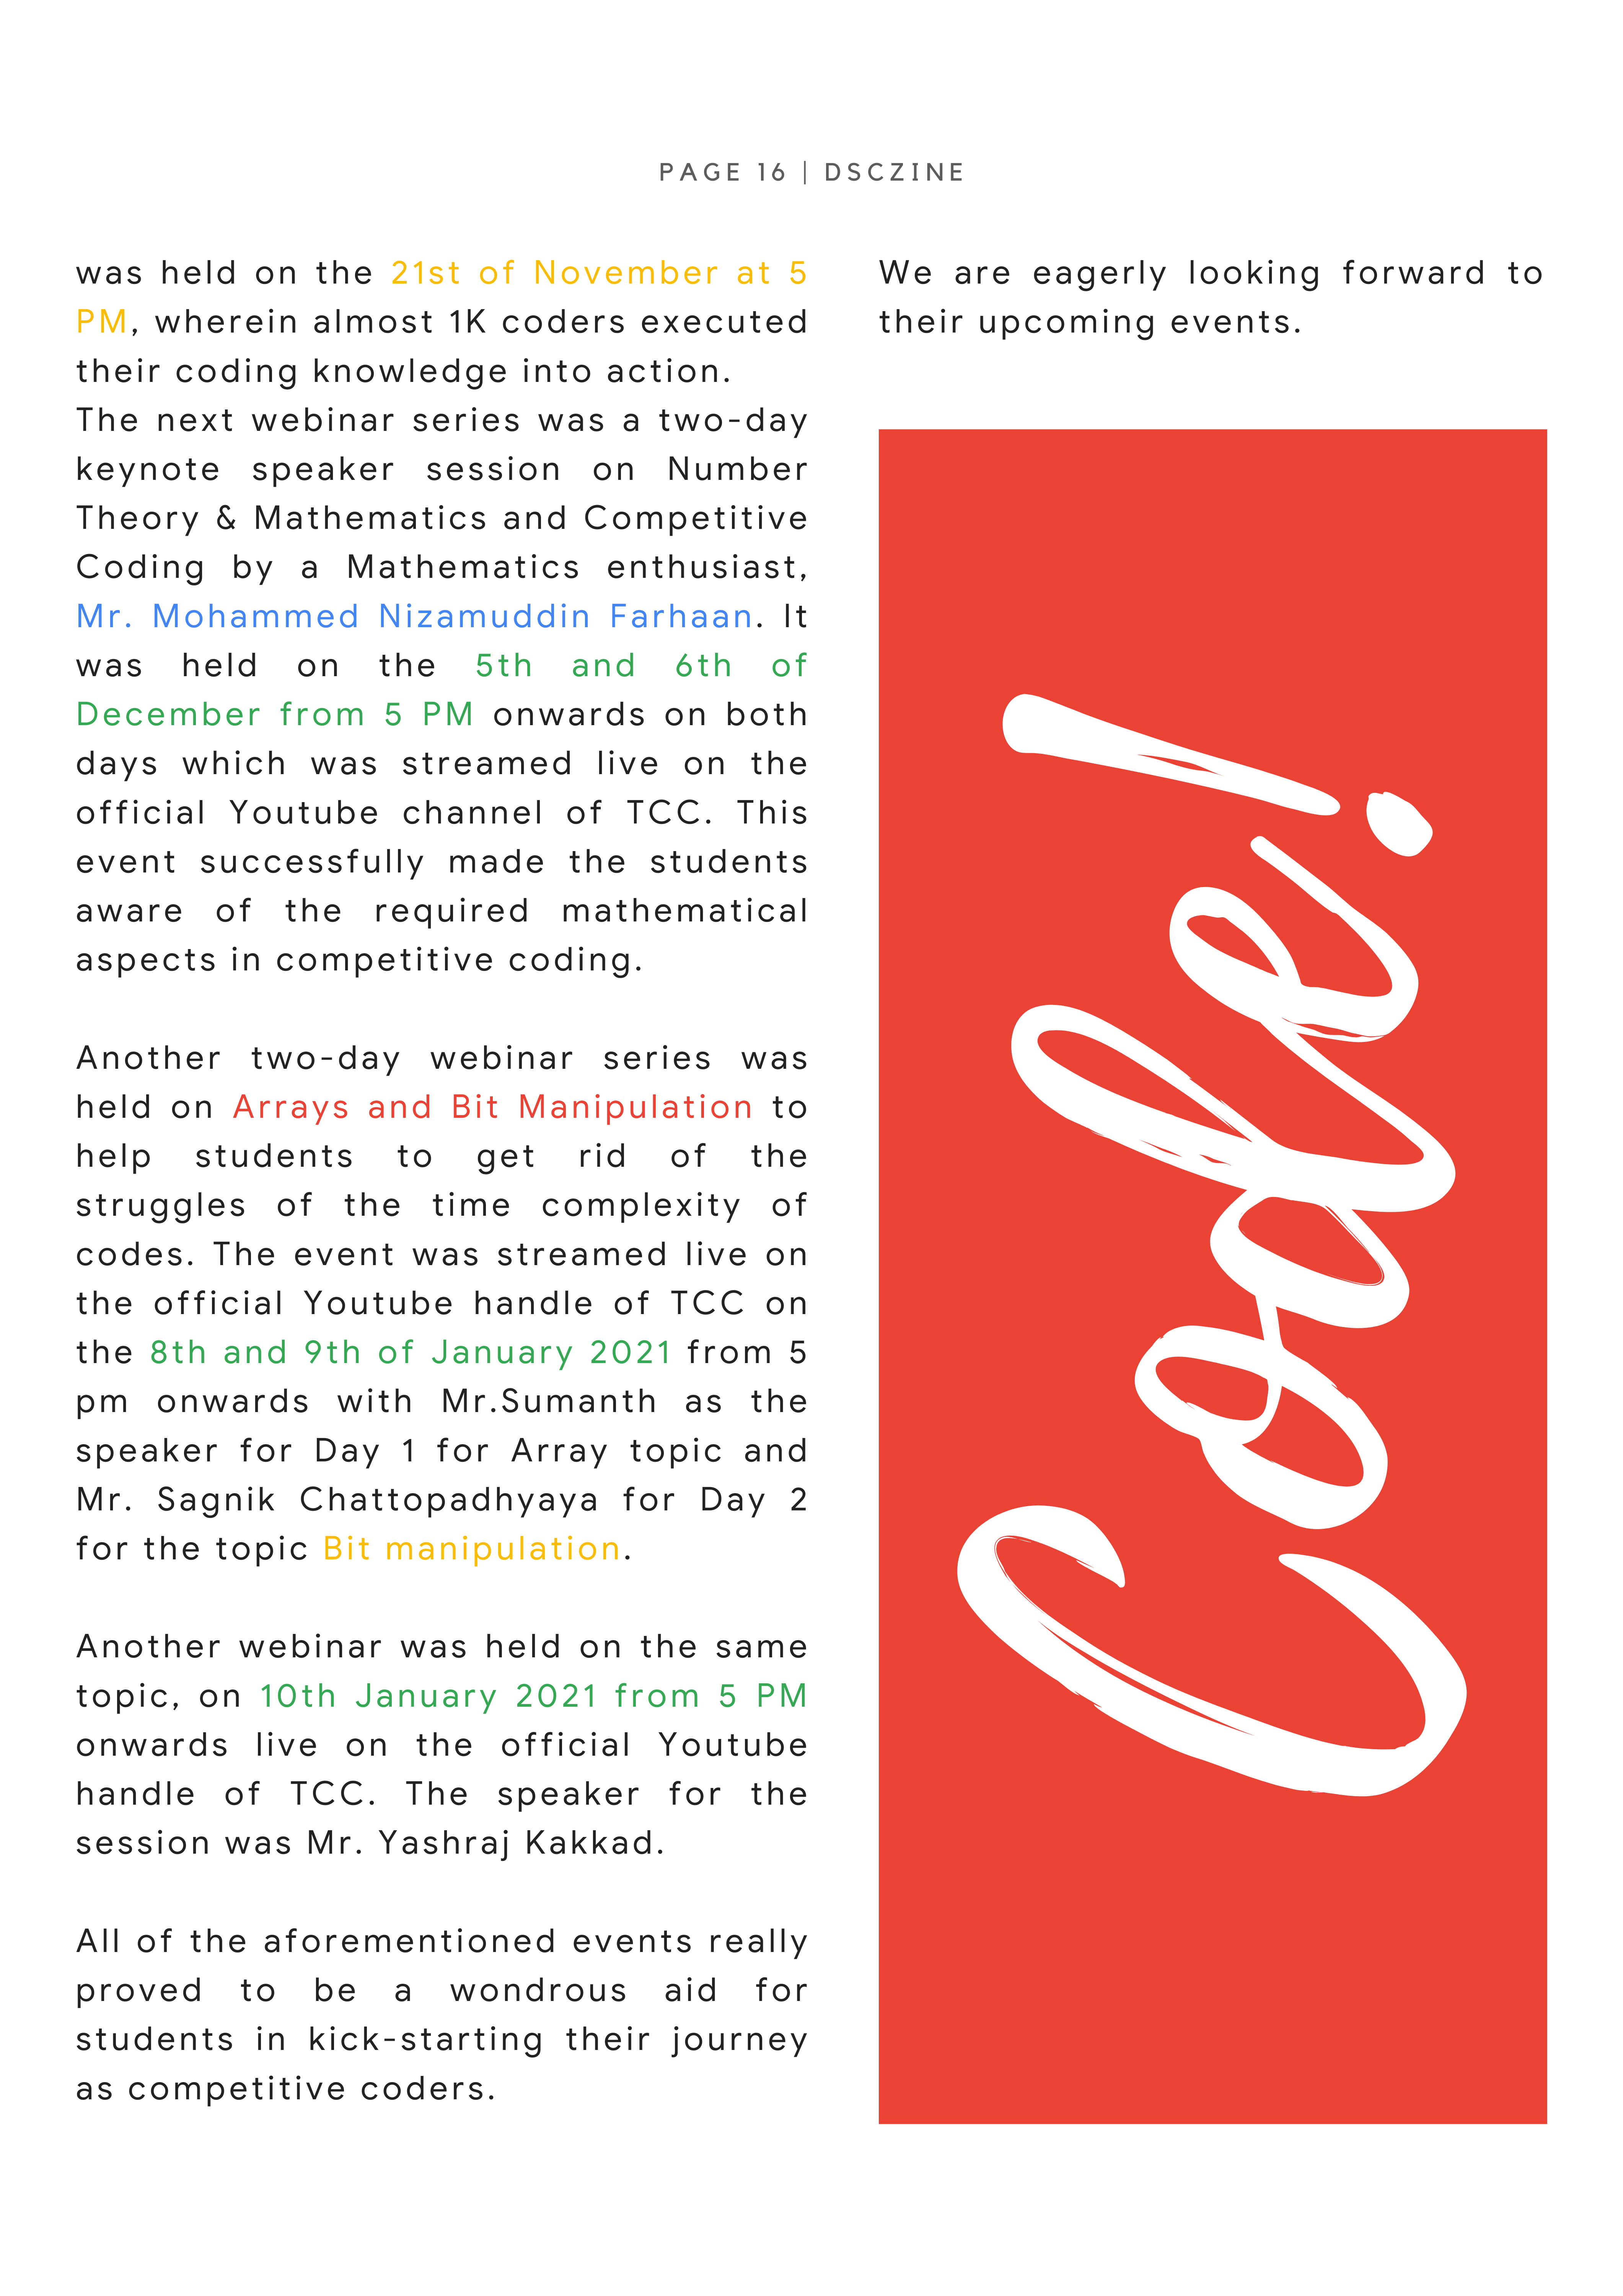 PAGE 16 | DSCZINE
was held on the 21st of November at 5
PM, wherein almost 1K coders executed
their coding knowledge into action.
The next webinar series was a two-day
keynote speaker session on Number
Theory & Mathematics and Competitive
Coding by a Mathematics enthusiast,
Mr. Mohammed Nizamuddin Farhaan. It
was held on the 5th and 6th of
December from 5 PM onwards on both
days which was streamed live on the
official Youtube channel of TCC. This
event successfully made the students
aware of the required mathematical
aspects in competitive coding.
Another two-day webinar series was
held on Arrays and Bit Manipulation to
help students to get rid of the
struggles of the time complexity of
codes. The event was streamed live on
the official Youtube handle of TCC on
the 8th and 9th of January 2021 from 5
pm onwards with Mr.Sumanth as the
speaker for Day 1 for Array topic and
Mr. Sagnik Chattopadhyaya for Day 2
for the topic Bit manipulation.
Another webinar was held on the same
topic, on 10th January 2021 from 5 PM
onwards live on the official Youtube
handle of TCC. The speaker for the
session was Mr. Yashraj Kakkad.
All of the aforementioned events really
proved to be a wondrous aid for
students in kick-starting their journey
as competitive coders.
We are eagerly looking forward to
their upcoming events.
Code!